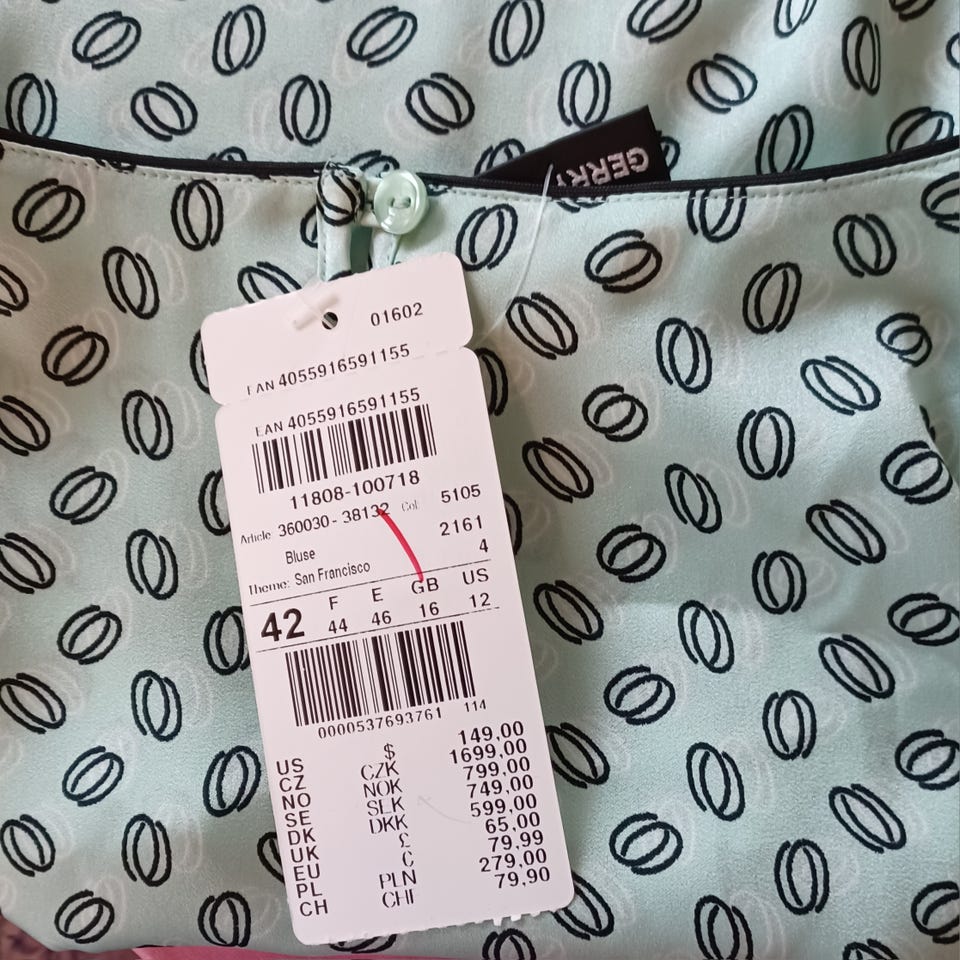 GERRY
01602
EAN 4055916591155
EAN 4055916591155
11808-100718
Article 360030 - 38132 Col 5105
Bluse 2161
Theme: San Francisco 4
42 F E GB US
44 46 16 12
0000537693761 114
US $ 149,00
CZ CZK 1699,00
NO NOK 799,00
SE SEK 749,00
DK DKK 599,00
UK £ 65,00
EU € 79,99
PL PLN 279,00
CH CHF 79,90